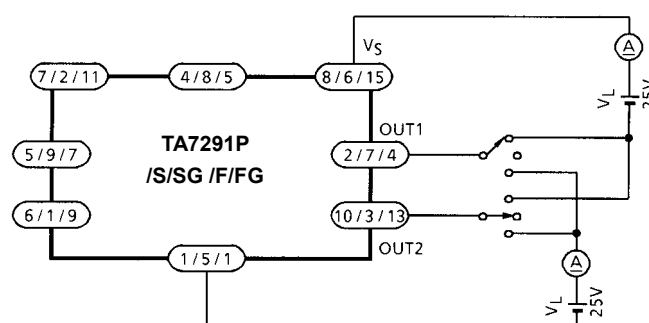 VS
A
7 / 2 / 11
4 / 8 / 5
8 / 6 / 15
VL
25V
OUT1
TA7291P
/S/SG /F/FG
5 / 9 / 7
2 / 7 / 4
6 / 1 / 9
10 / 3 / 13
OUT2
1 / 5 / 1
A
VL
25V